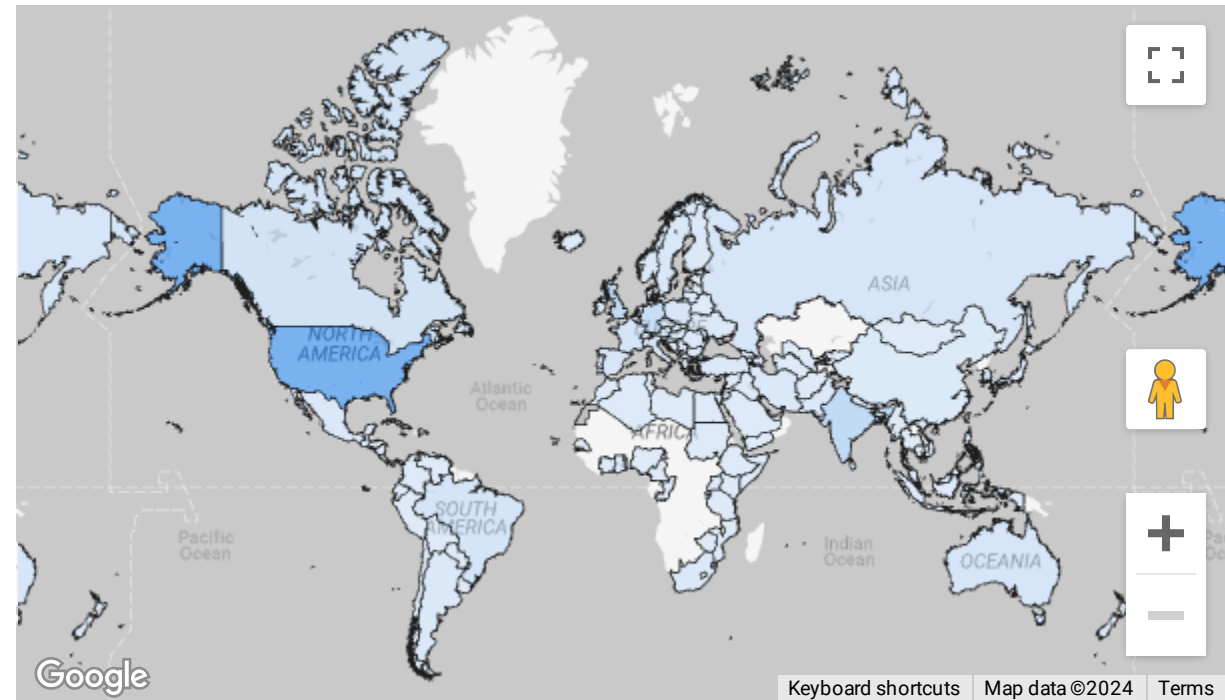 NORTH
AMERICA
ASIA
Atlantic
Ocean
AFRICA
SOUTH
AMERICA
Pacific
Ocean
Indian
Ocean
OCEANIA
Google
Keyboard shortcuts
Map data ©2024
Terms